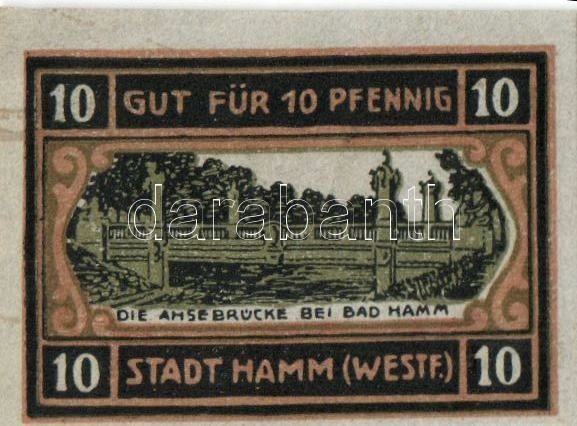 10 GUT FÜR 10 PFENNIG 10
darabanth
DIE AHSEBRÜCKE BEI BAD HAMM
10 STADT HAMM (WESTF.) 10